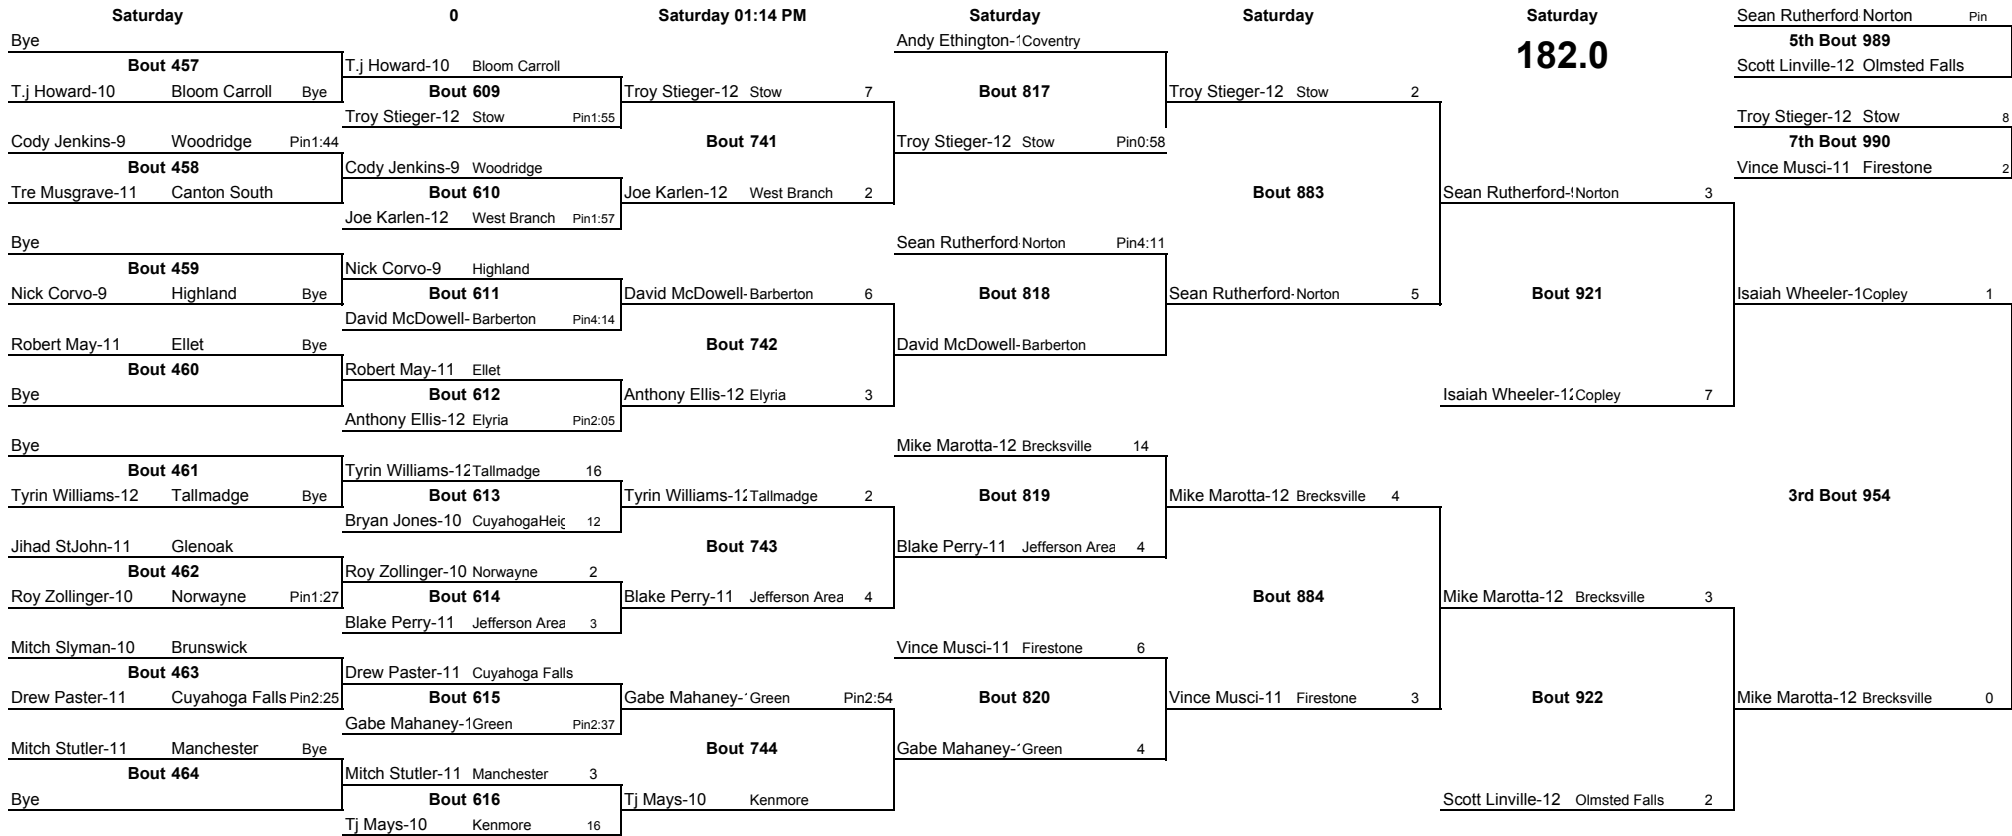 Saturday 0 Saturday 01:14 PM Saturday Saturday Saturday
182.0
Bye
Bout 457
T.j Howard-10 Bloom Carroll Bye
Cody Jenkins-9 Woodridge Pin1:44
Bout 458
Tre Musgrave-11 Canton South
Bye
Bout 459
Nick Corvo-9 Highland Bye
Robert May-11 Ellet Bye
Bout 460
Bye
Bye
Bout 461
Tyrin Williams-12 Tallmadge Bye
Jihad StJohn-11 Glenoak
Bout 462
Roy Zollinger-10 Norwayne Pin1:27
Mitch Slyman-10 Brunswick
Bout 463
Drew Paster-11 Cuyahoga Falls Pin2:25
Mitch Stutler-11 Manchester Bye
Bout 464
Bye
T.j Howard-10 Bloom Carroll
Bout 609
Troy Stieger-12 Stow Pin1:55
Cody Jenkins-9 Woodridge
Bout 610
Joe Karlen-12 West Branch Pin1:57
Nick Corvo-9 Highland
Bout 611
David McDowell- Barberton Pin4:14
Robert May-11 Ellet
Bout 612
Anthony Ellis-12 Elyria Pin2:05
Tyrin Williams-12 Tallmadge 16
Bout 613
Bryan Jones-10 CuyahogaHeig 12
Roy Zollinger-10 Norwayne 2
Bout 614
Blake Perry-11 Jefferson Area 3
Drew Paster-11 Cuyahoga Falls
Bout 615
Gabe Mahaney-1 Green Pin2:37
Mitch Stutler-11 Manchester 3
Bout 616
Tj Mays-10 Kenmore 16
Troy Stieger-12 Stow 7
Bout 741
Joe Karlen-12 West Branch 2
David McDowell- Barberton 6
Bout 742
Anthony Ellis-12 Elyria 3
Tyrin Williams-12 Tallmadge 2
Bout 743
Blake Perry-11 Jefferson Area 4
Gabe Mahaney- Green Pin2:54
Bout 744
Tj Mays-10 Kenmore
Andy Ethington-1 Coventry
Bout 817
Troy Stieger-12 Stow Pin0:58
Sean Rutherford Norton Pin4:11
Bout 818
David McDowell- Barberton
Mike Marotta-12 Brecksville 14
Bout 819
Blake Perry-11 Jefferson Area 4
Vince Musci-11 Firestone 6
Bout 820
Gabe Mahaney- Green 4
Troy Stieger-12 Stow 2
Bout 883
Sean Rutherford- Norton 5
Mike Marotta-12 Brecksville 4
Bout 884
Vince Musci-11 Firestone 3
Sean Rutherford- Norton 3
Bout 921
Isaiah Wheeler-12 Copley 7
Mike Marotta-12 Brecksville 3
Bout 922
Scott Linville-12 Olmsted Falls 2
Sean Rutherford Norton Pin
5th Bout 989
Scott Linville-12 Olmsted Falls
Troy Stieger-12 Stow 8
7th Bout 990
Vince Musci-11 Firestone 2
Isaiah Wheeler-1 Copley 1
3rd Bout 954
Mike Marotta-12 Brecksville 0